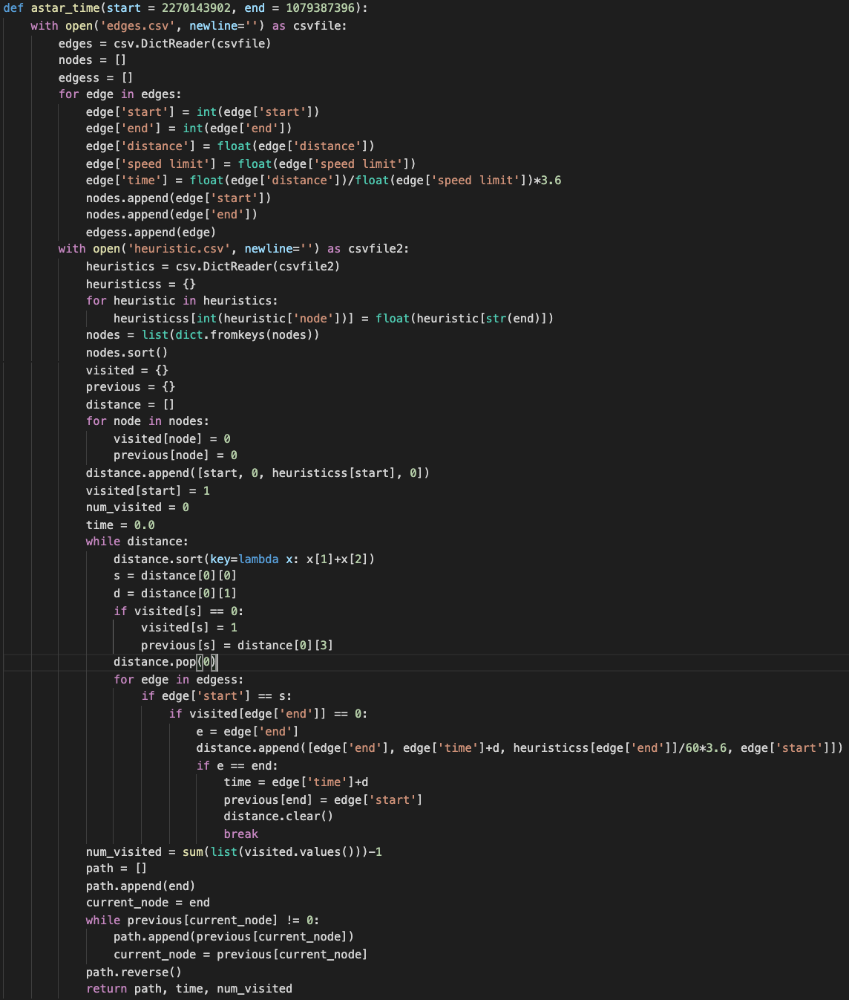 def astar_time(start = 2270143902, end = 1079387396):
    with open('edges.csv', newline='') as csvfile:
        edges = csv.DictReader(csvfile)
        nodes = []
        edgess = []
        for edge in edges:
            edge['start'] = int(edge['start'])
            edge['end'] = int(edge['end'])
            edge['distance'] = float(edge['distance'])
            edge['speed limit'] = float(edge['speed limit'])
            edge['time'] = float(edge['distance'])/float(edge['speed limit'])*3.6
            nodes.append(edge['start'])
            nodes.append(edge['end'])
            edgess.append(edge)
        with open('heuristic.csv', newline='') as csvfile2:
            heuristics = csv.DictReader(csvfile2)
            heuristicss = {}
            for heuristic in heuristics:
                heuristicss[int(heuristic['node'])] = float(heuristic[str(end)])
            nodes = list(dict.fromkeys(nodes))
            nodes.sort()
            visited = {}
            previous = {}
            distance = []
            for node in nodes:
                visited[node] = 0
                previous[node] = 0
            distance.append([start, 0, heuristicss[start], 0])
            visited[start] = 1
            num_visited = 0
            time = 0.0
            while distance:
                distance.sort(key=lambda x: x[1]+x[2])
                s = distance[0][0]
                d = distance[0][1]
                if visited[s] == 0:
                    visited[s] = 1
                    previous[s] = distance[0][3]
                distance.pop(0)
                for edge in edgess:
                    if edge['start'] == s:
                        if visited[edge['end']] == 0:
                            e = edge['end']
                            distance.append([edge['end'], edge['time']+d, heuristicss[edge['end']]/60*3.6, edge['start']])
                            if e == end:
                                time = edge['time']+d
                                previous[end] = edge['start']
                                distance.clear()
                                break
            num_visited = sum(list(visited.values()))-1
            path = []
            path.append(end)
            current_node = end
            while previous[current_node] != 0:
                path.append(previous[current_node])
                current_node = previous[current_node]
            path.reverse()
            return path, time, num_visited